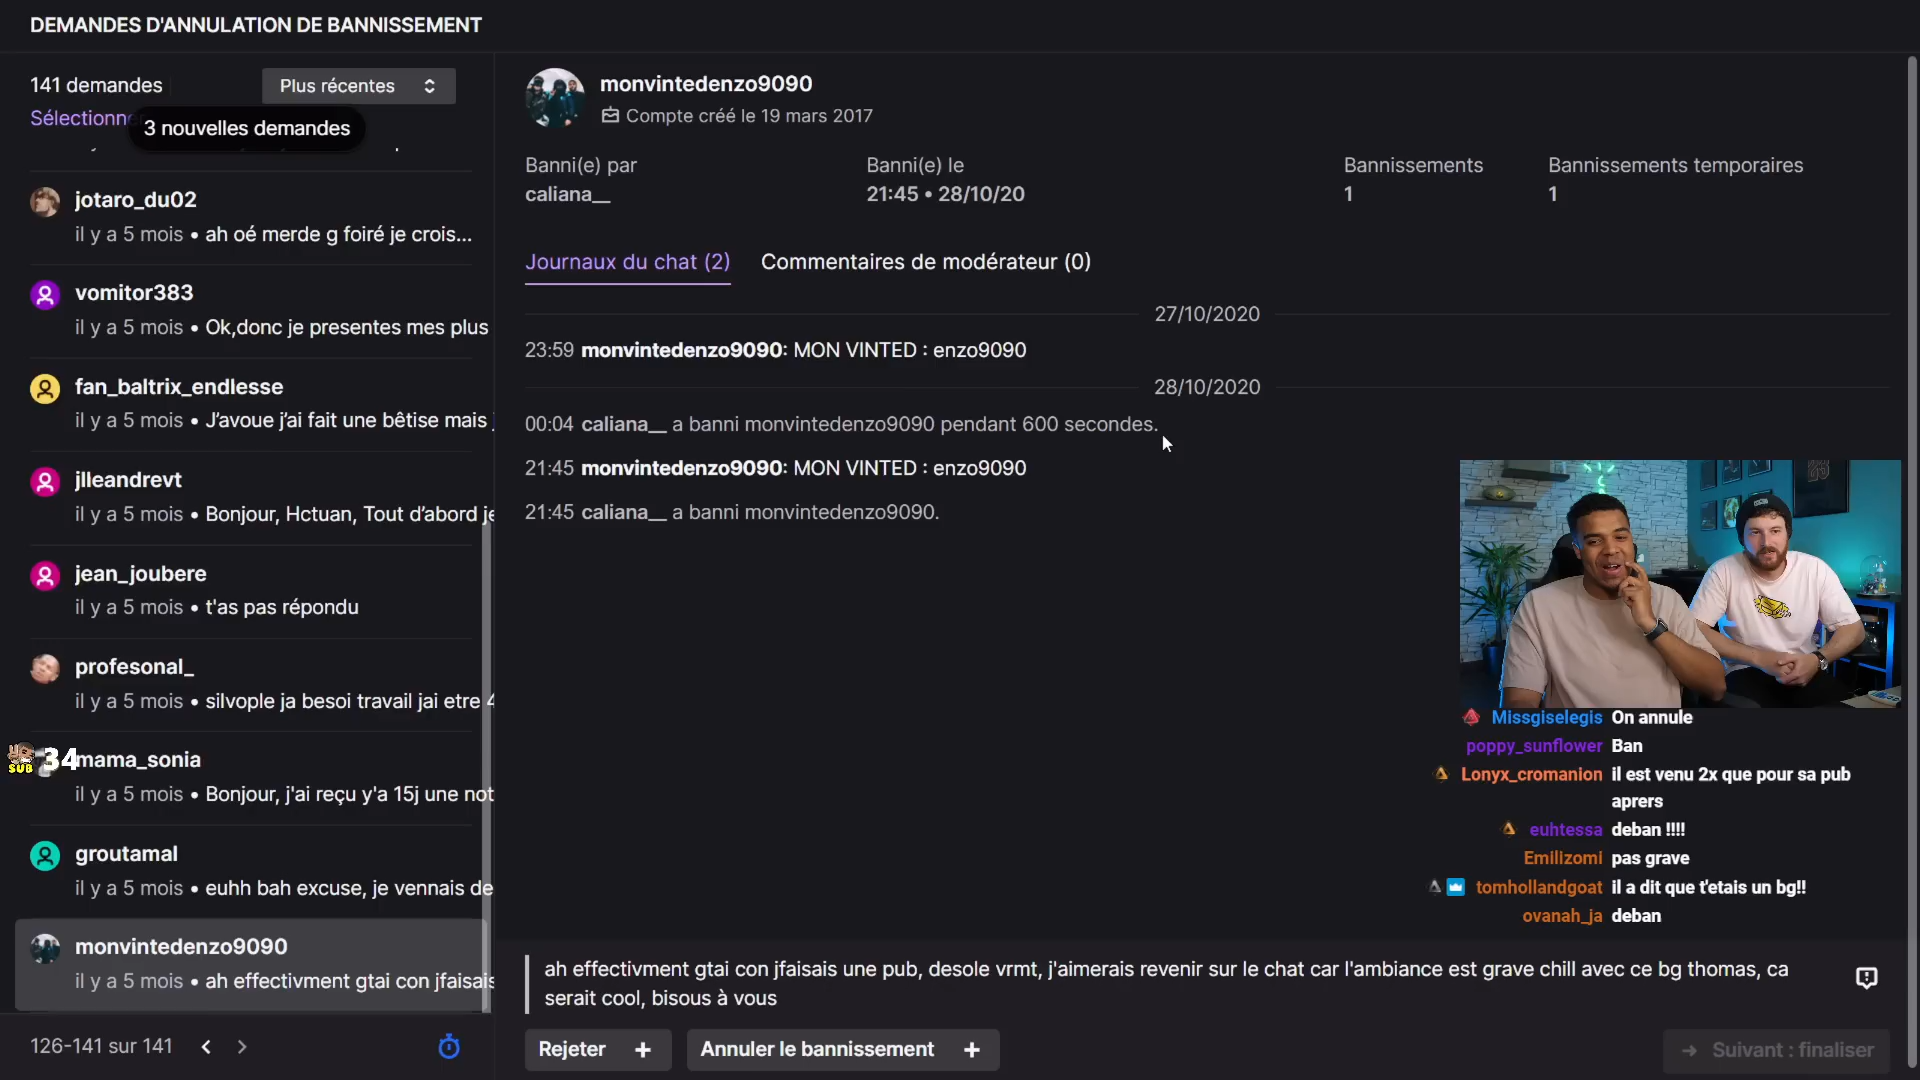 DEMANDES D'ANNULATION DE BANNISSEMENT
141 demandes
Plus récentes
Sélectionne
3 nouvelles demandes
jotaro_du02
il y a 5 mois • ah oé merde g foiré je crois...
vomitor383
il y a 5 mois • Ok,donc je presentes mes plus
fan_baltrix_endlesse
il y a 5 mois • J'avoue j'ai fait une bêtise mais
jlleandrevt
il y a 5 mois • Bonjour, Hctuan, Tout d'abord je
jean_joubere
il y a 5 mois • t'as pas répondu
profesonal_
il y a 5 mois • silvople ja besoi travail jai etre 4
SUB 34
mama_sonia
il y a 5 mois • Bonjour, j'ai reçu y'a 15j une not
groutamal
il y a 5 mois • euhh bah excuse, je vennais de
monvintedenzo9090
il y a 5 mois • ah effectivment gtai con jfaisais
126-141 sur 141
monvintedenzo9090
Compte créé le 19 mars 2017
Banni(e) par
caliana__
Banni(e) le
21:45 • 28/10/20
Bannissements
1
Bannissements temporaires
1
Journaux du chat (2)
Commentaires de modérateur (0)
27/10/2020
23:59 monvintedenzo9090: MON VINTED : enzo9090
28/10/2020
00:04 caliana__ a banni monvintedenzo9090 pendant 600 secondes.
21:45 monvintedenzo9090: MON VINTED : enzo9090
21:45 caliana__ a banni monvintedenzo9090.
Missgiselegis On annule
poppy_sunflower Ban
Lonyx_cromanion il est venu 2x que pour sa pub
aprers
euhtessa deban !!!!
Emilizomi pas grave
tomhollandgoat il a dit que t'etais un bg!!
ovanah_ja deban
ah effectivment gtai con jfaisais une pub, desole vrmt, j'aimerais revenir sur le chat car l'ambiance est grave chill avec ce bg thomas, ca
serait cool, bisous à vous
Rejeter +
Annuler le bannissement +
→ Suivant : finaliser